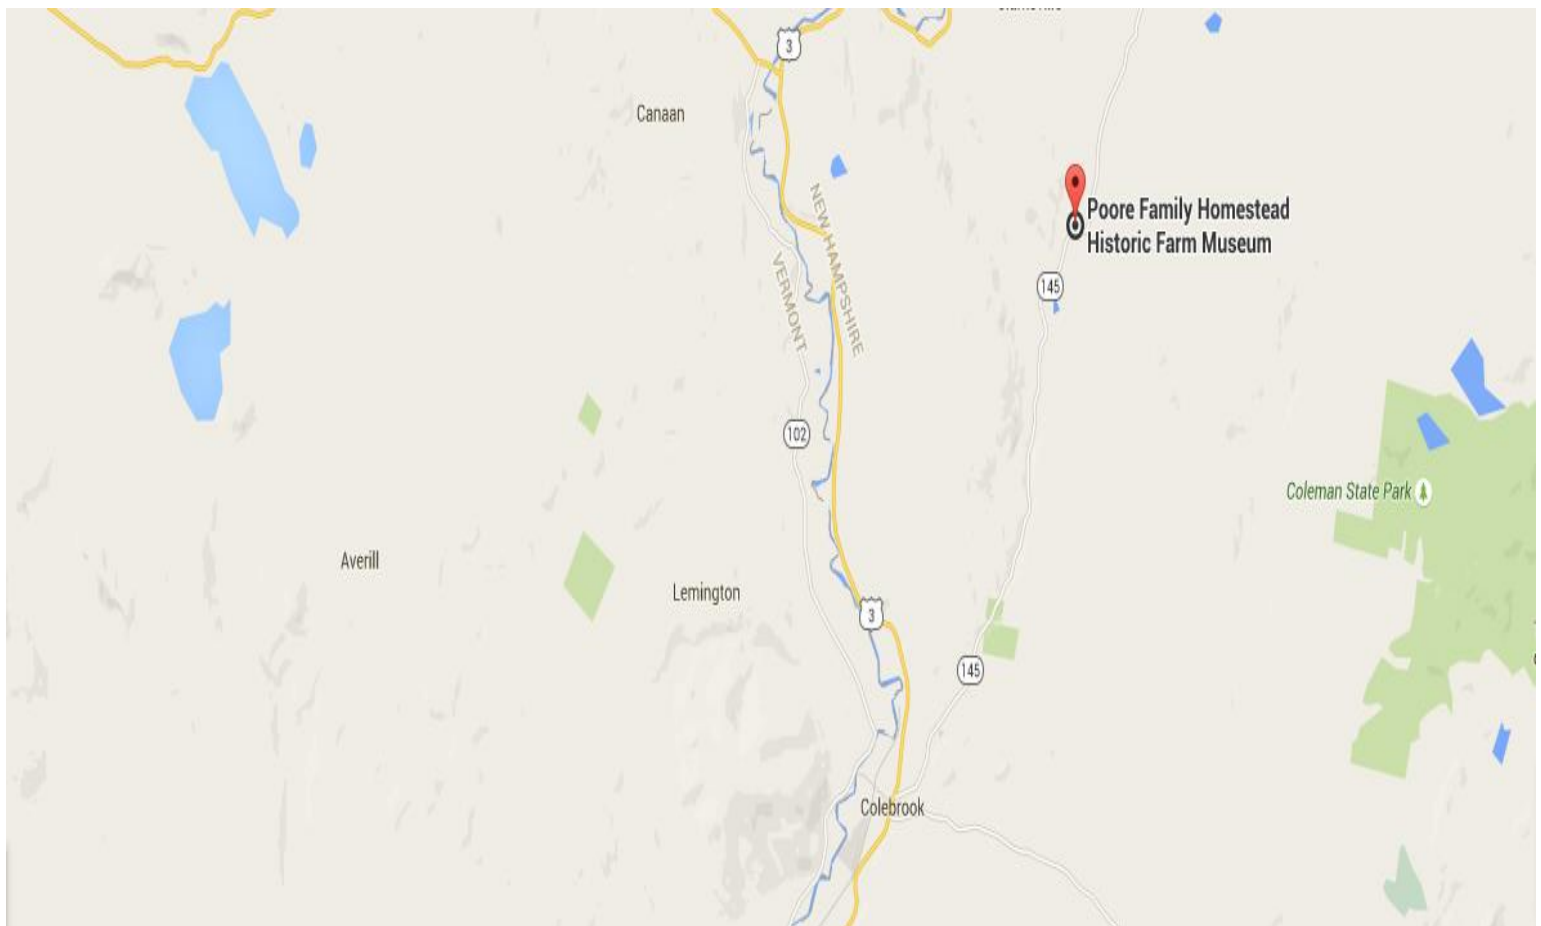 3
Canaan
NEW HAMPSHIRE
VERMONT
Poore Family Homestead
Historic Farm Museum
145
102
Coleman State Park
Averill
Lemington
3
145
Colebrook